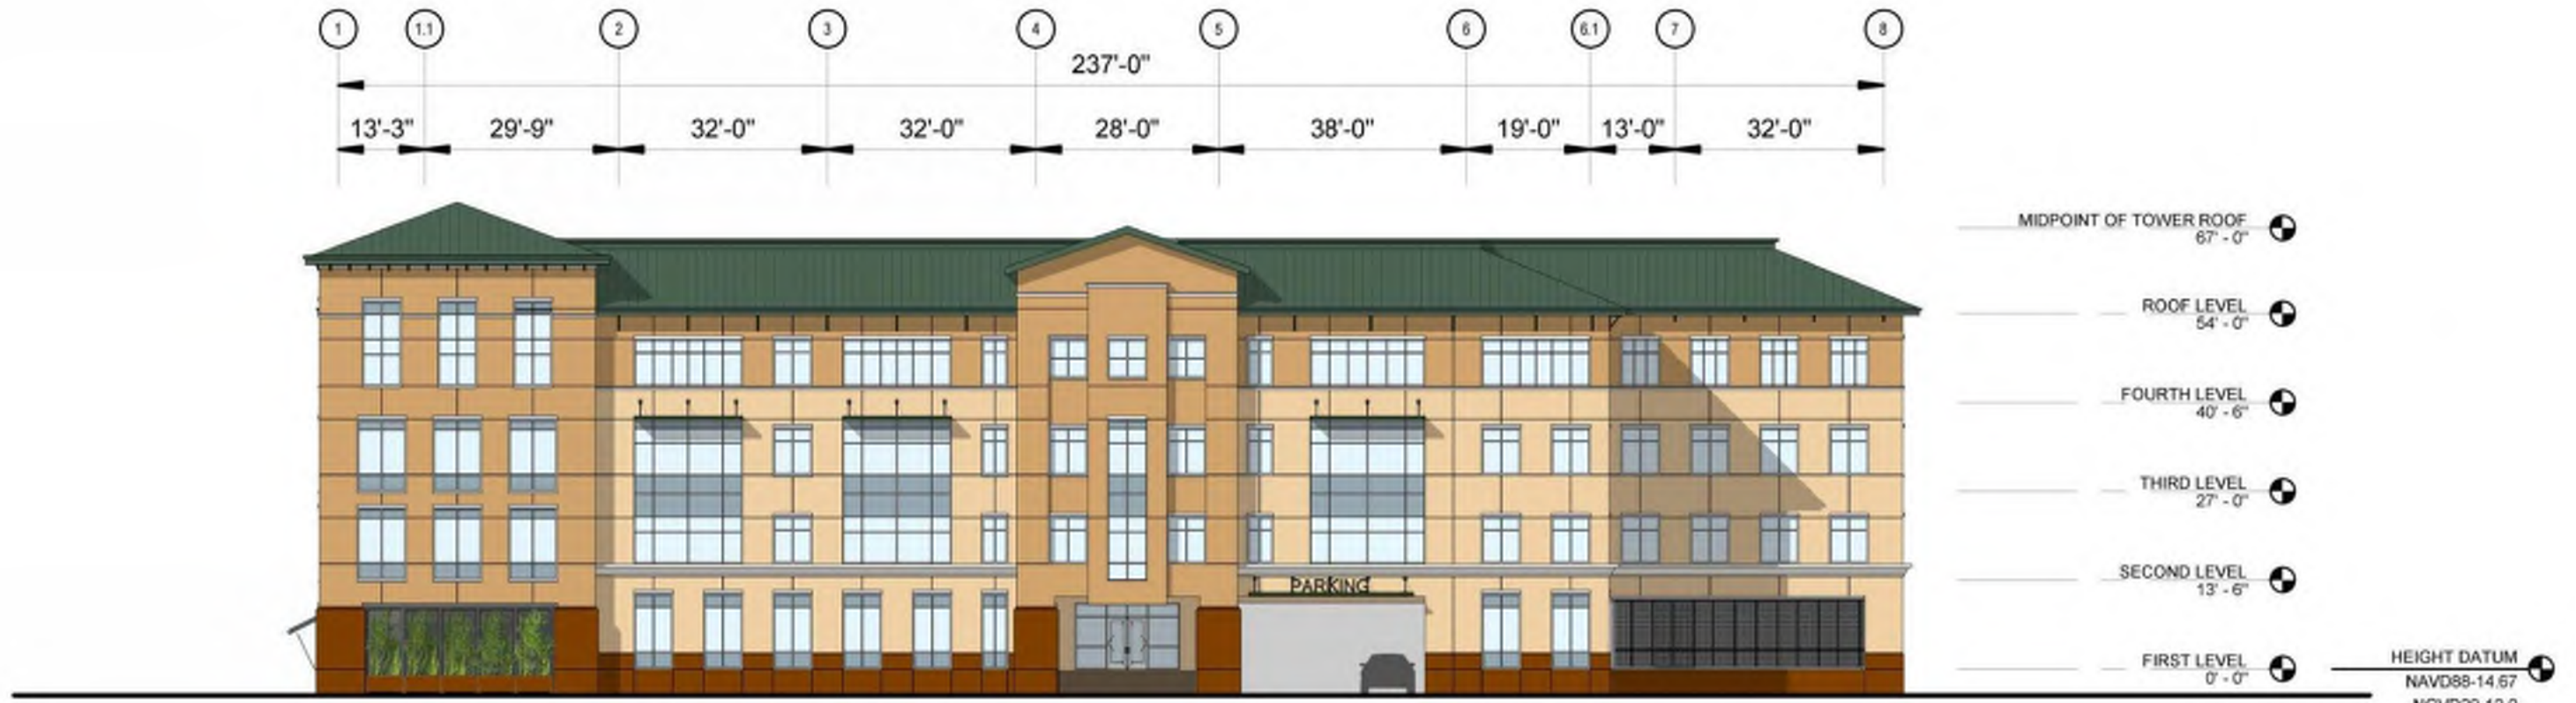 1 1.1 2 3 4 5 6 6.1 7 8
237'-0"
13'-3" 29'-9" 32'-0" 32'-0" 28'-0" 38'-0" 19'-0" 13'-0" 32'-0"
MIDPOINT OF TOWER ROOF
67' - 0"
ROOF LEVEL
54' - 0"
FOURTH LEVEL
40' - 6"
THIRD LEVEL
27' - 0"
SECOND LEVEL
13' - 6"
PARKING
FIRST LEVEL
0' - 0"
HEIGHT DATUM
NAVD88-14.67